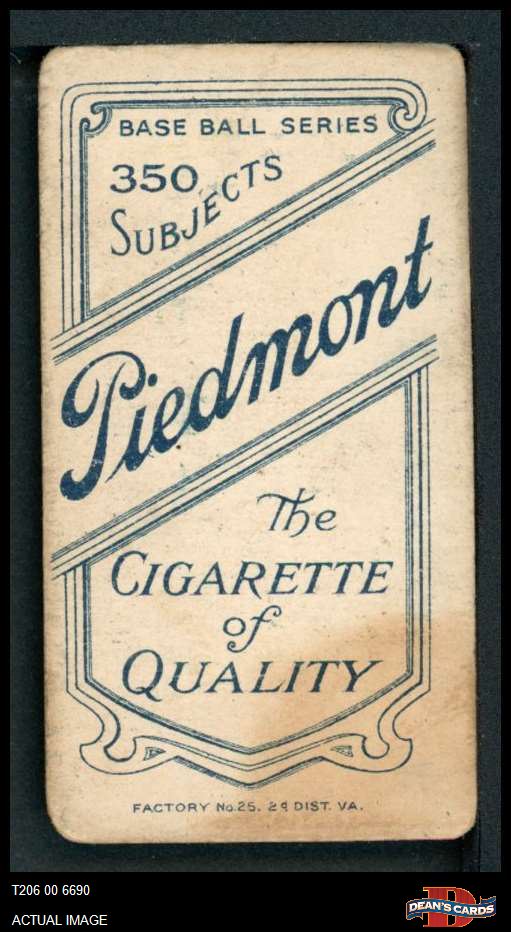 BASE BALL SERIES
350
SUBJECTS
Piedmont
The
CIGARETTE
of
QUALITY
FACTORY No. 25. 2d DIST. VA.
T206 00 6690
ACTUAL IMAGE
D
DEAN'S CARDS